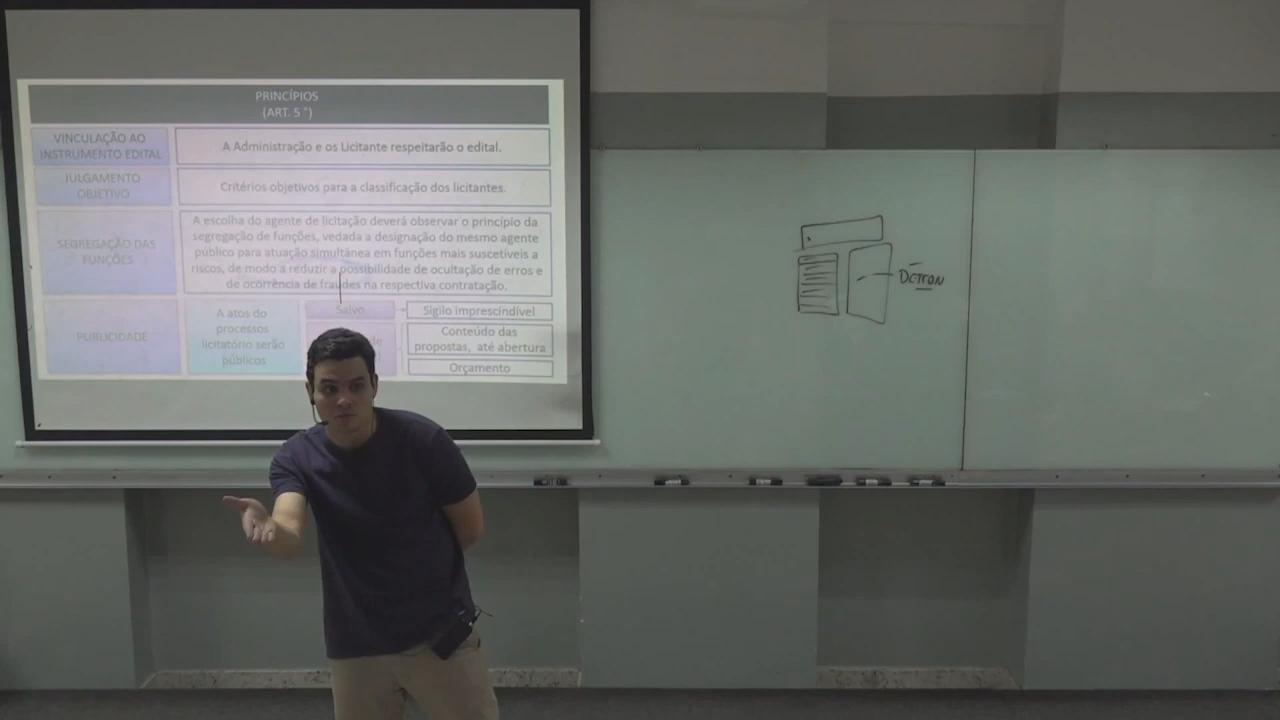 PRINCÍPIOS
(ART. 5 º)
VINCULAÇÃO AO
INSTRUMENTO EDITAL
A Administração e os Licitante respeitarão o edital.
JULGAMENTO
OBJETIVO
Critérios objetivos para a classificação dos licitantes.
SEGREGAÇÃO DAS
FUNÇÕES
A escolha do agente de licitação deverá observar o princípio da
segregação de funções, vedada a designação do mesmo agente
público para atuação simultânea em funções mais suscetíveis a
riscos, de modo a reduzir a possibilidade de ocultação de erros e
de ocorrência de fraudes na respectiva contratação.
PUBLICIDADE
A atos do
processos
licitatório serão
públicos
Salvo
Sigilo imprescindível
de
Conteúdo das
propostas, até abertura
Orçamento